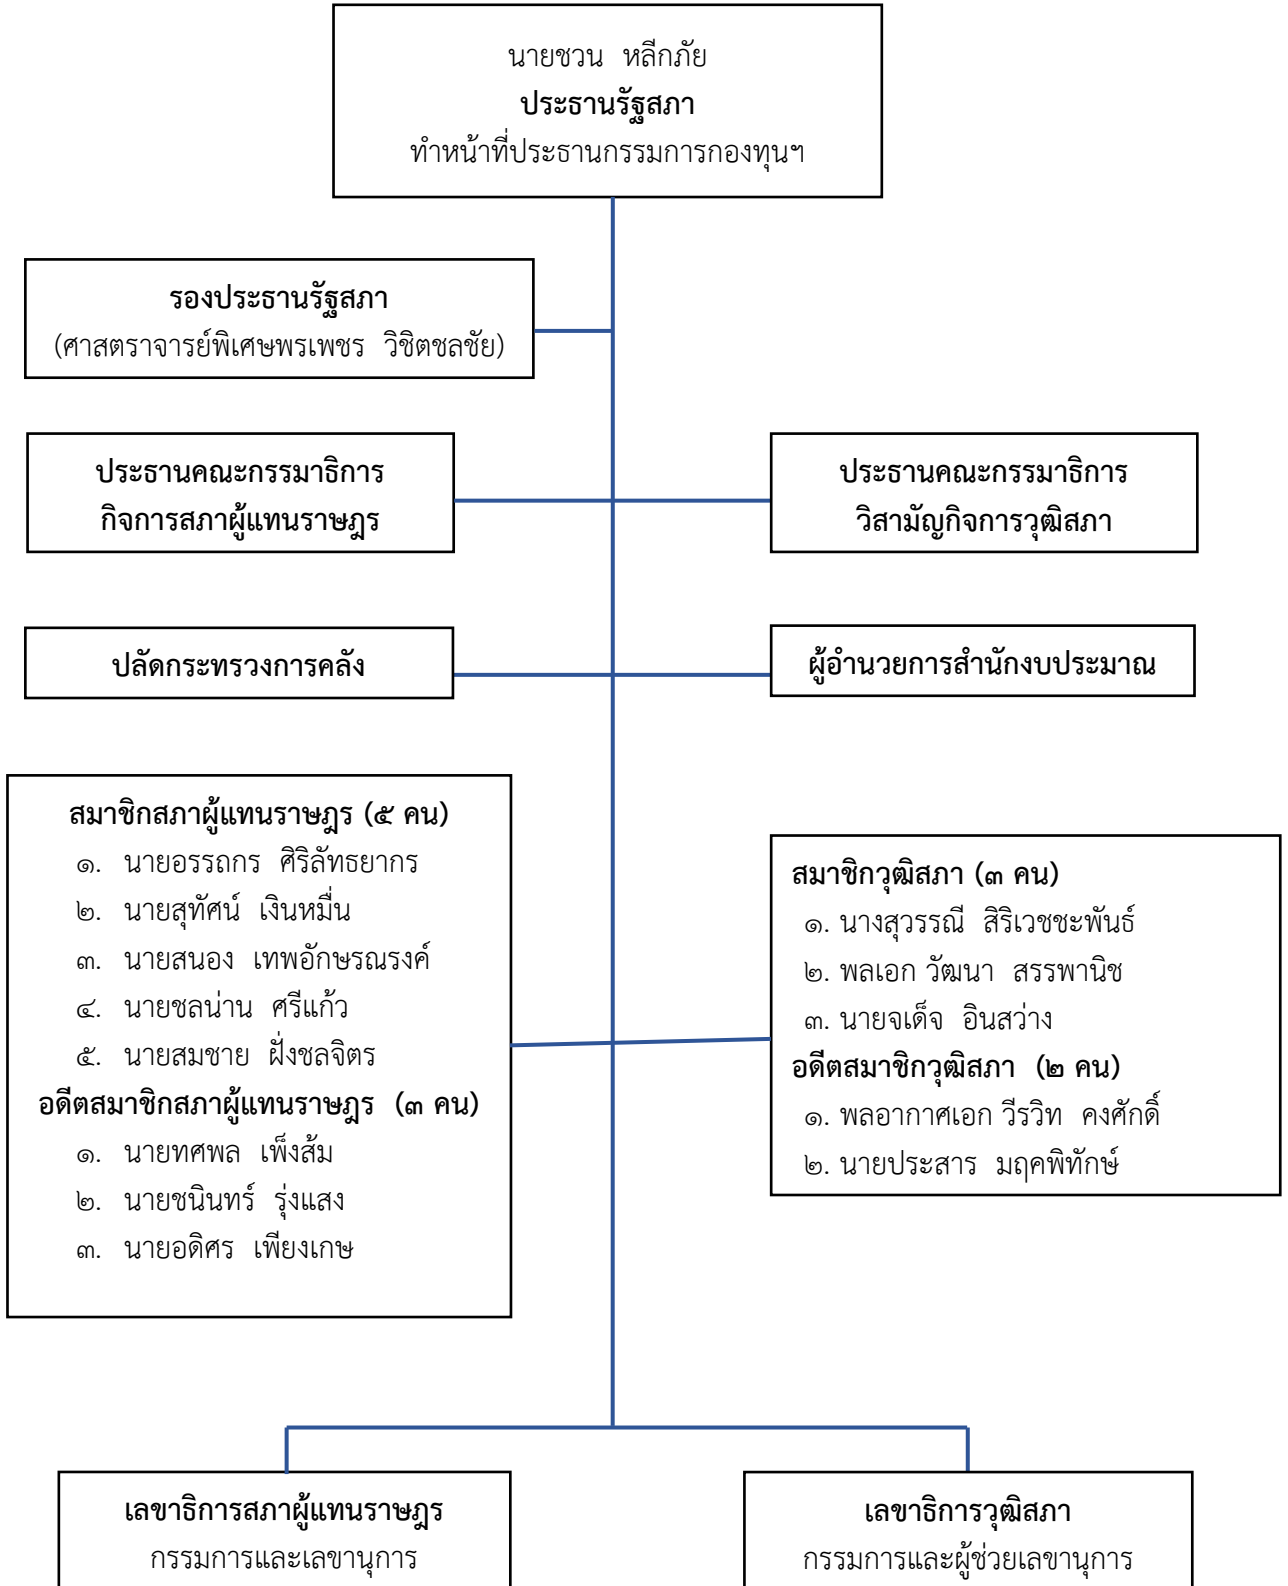 นายชวน หลีกภัย
ประธานรัฐสภา
ทำหน้าที่ประธานกรรมการกองทุนฯ
รองประธานรัฐสภา
(ศาสตราจารย์พิเศษพรเพชร วิชิตชลชัย)
ประธานคณะกรรมาธิการ
กิจการสภาผู้แทนราษฎร
ประธานคณะกรรมาธิการ
วิสามัญกิจการวุฒิสภา
ปลัดกระทรวงการคลัง
ผู้อำนวยการสำนักงบประมาณ
สมาชิกสภาผู้แทนราษฎร (๕ คน)
๑. นายอรรถกร ศิริลัทธยากร
๒. นายสุทัศน์ เงินหมื่น
๓. นายสนอง เทพอักษรณรงค์
๔. นายชลน่าน ศรีแก้ว
๕. นายสมชาย ฝั่งชลจิตร
อดีตสมาชิกสภาผู้แทนราษฎร (๓ คน)
๑. นายทศพล เพ็งส้ม
๒. นายชนินทร์ รุ่งแสง
๓. นายอดิศร เพียงเกษ
สมาชิกวุฒิสภา (๓ คน)
๑. นางสุวรรณี สิริเวชชะพันธ์
๒. พลเอก วัฒนา สรรพานิช
๓. นายจเด็จ อินสว่าง
อดีตสมาชิกวุฒิสภา (๒ คน)
๑. พลอากาศเอก วีรวิท คงศักดิ์
๒. นายประสาร มฤคพิทักษ์
เลขาธิการสภาผู้แทนราษฎร
กรรมการและเลขานุการ
เลขาธิการวุฒิสภา
กรรมการและผู้ช่วยเลขานุการ